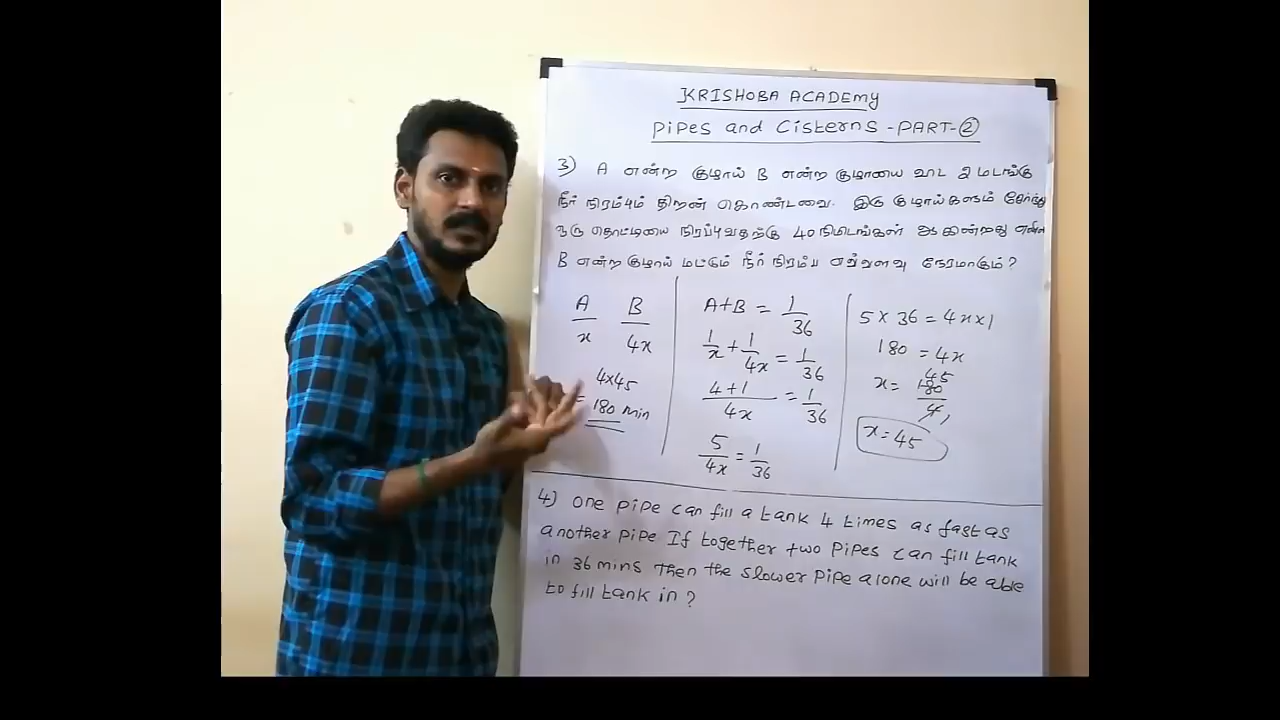 KRISHOBA ACADEMY
Pipes and Cisterns - PART-②
3) A என்ற குழாய் B என்ற குழாயை விட 2 மடங்கு
நீர் நிரம்பும் திறன் கொண்டவை. இரு குழாய்களும் சேர்ந்து
ஒரு தொட்டியை நிரப்புவதற்கு 40 நிமிடங்கள் ஆகின்றது எனில்
B என்ற குழாய் மட்டும் நீர் நிரம்ப எவ்வளவு நேரமாகும்?
A B
x 4x
4x45
= 180 min
A+B = 1/36
1/x + 1/4x = 1/36
4+1/4x = 1/36
5/4x = 1/36
5 x 36 = 4x x 1
180 = 4x
x = 180/4
45
x = 45
4) One pipe can fill a tank 4 times as fast as
another pipe If together two pipes can fill tank
in 36 mins then the slower pipe alone will be able
to fill tank in ?